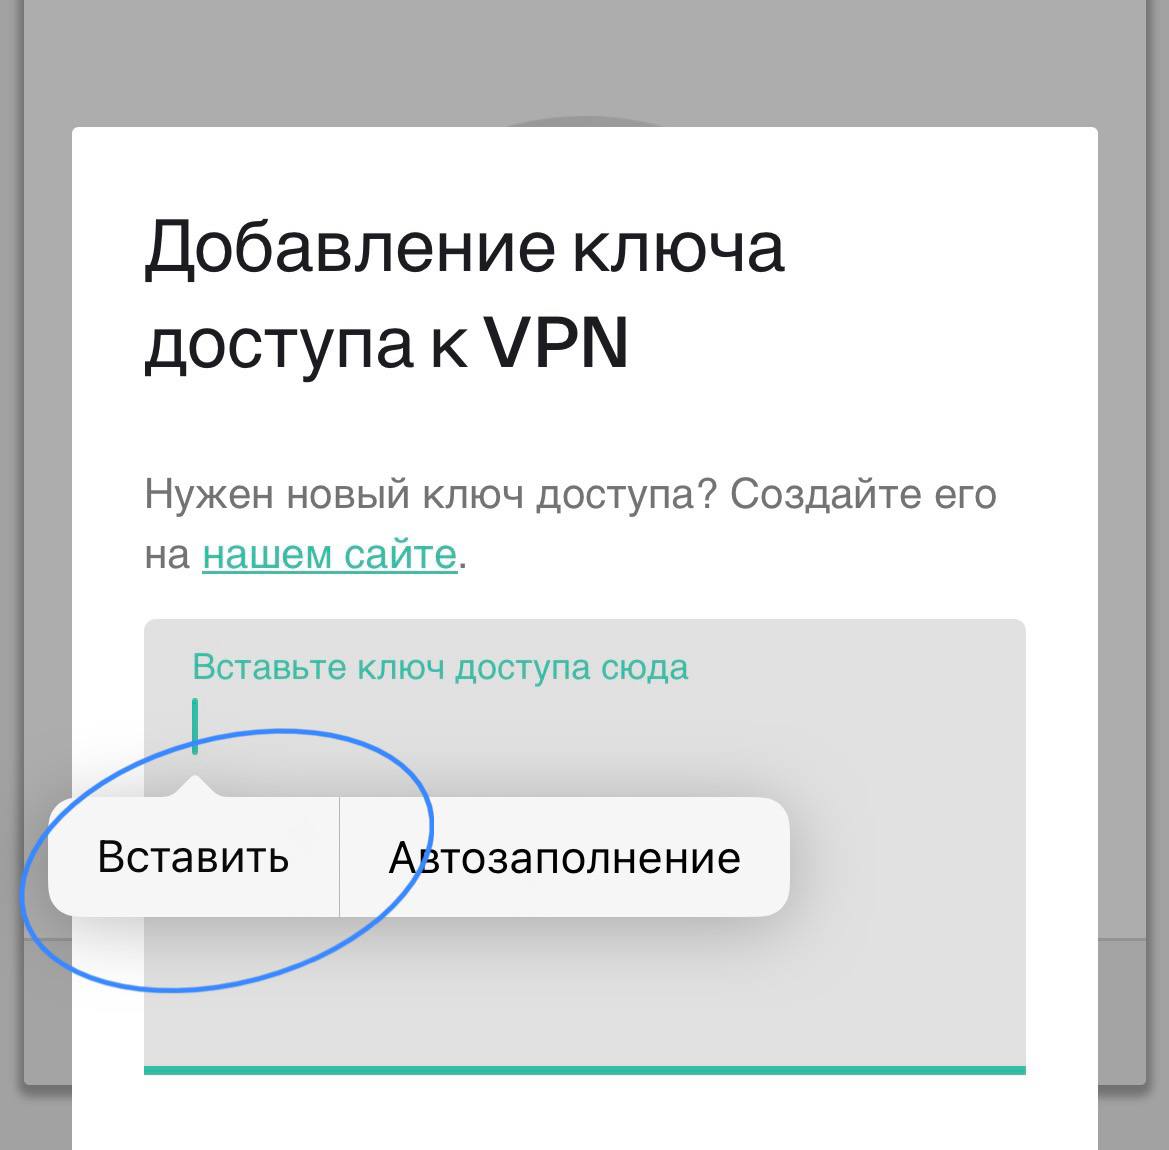 Добавление ключа
доступа к VPN
Нужен новый ключ доступа? Создайте его
на нашем сайте.
Вставьте ключ доступа сюда
Вставить
Автозаполнение